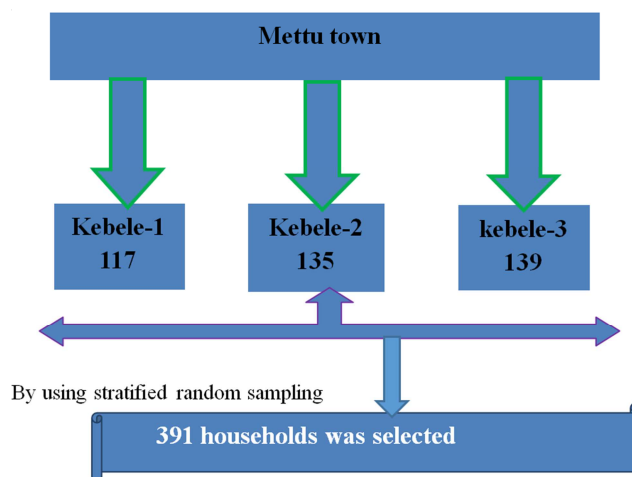 Mettu town
Kebele-1
117
Kebele-2
135
kebele-3
139
By using stratified random sampling
391 households was selected